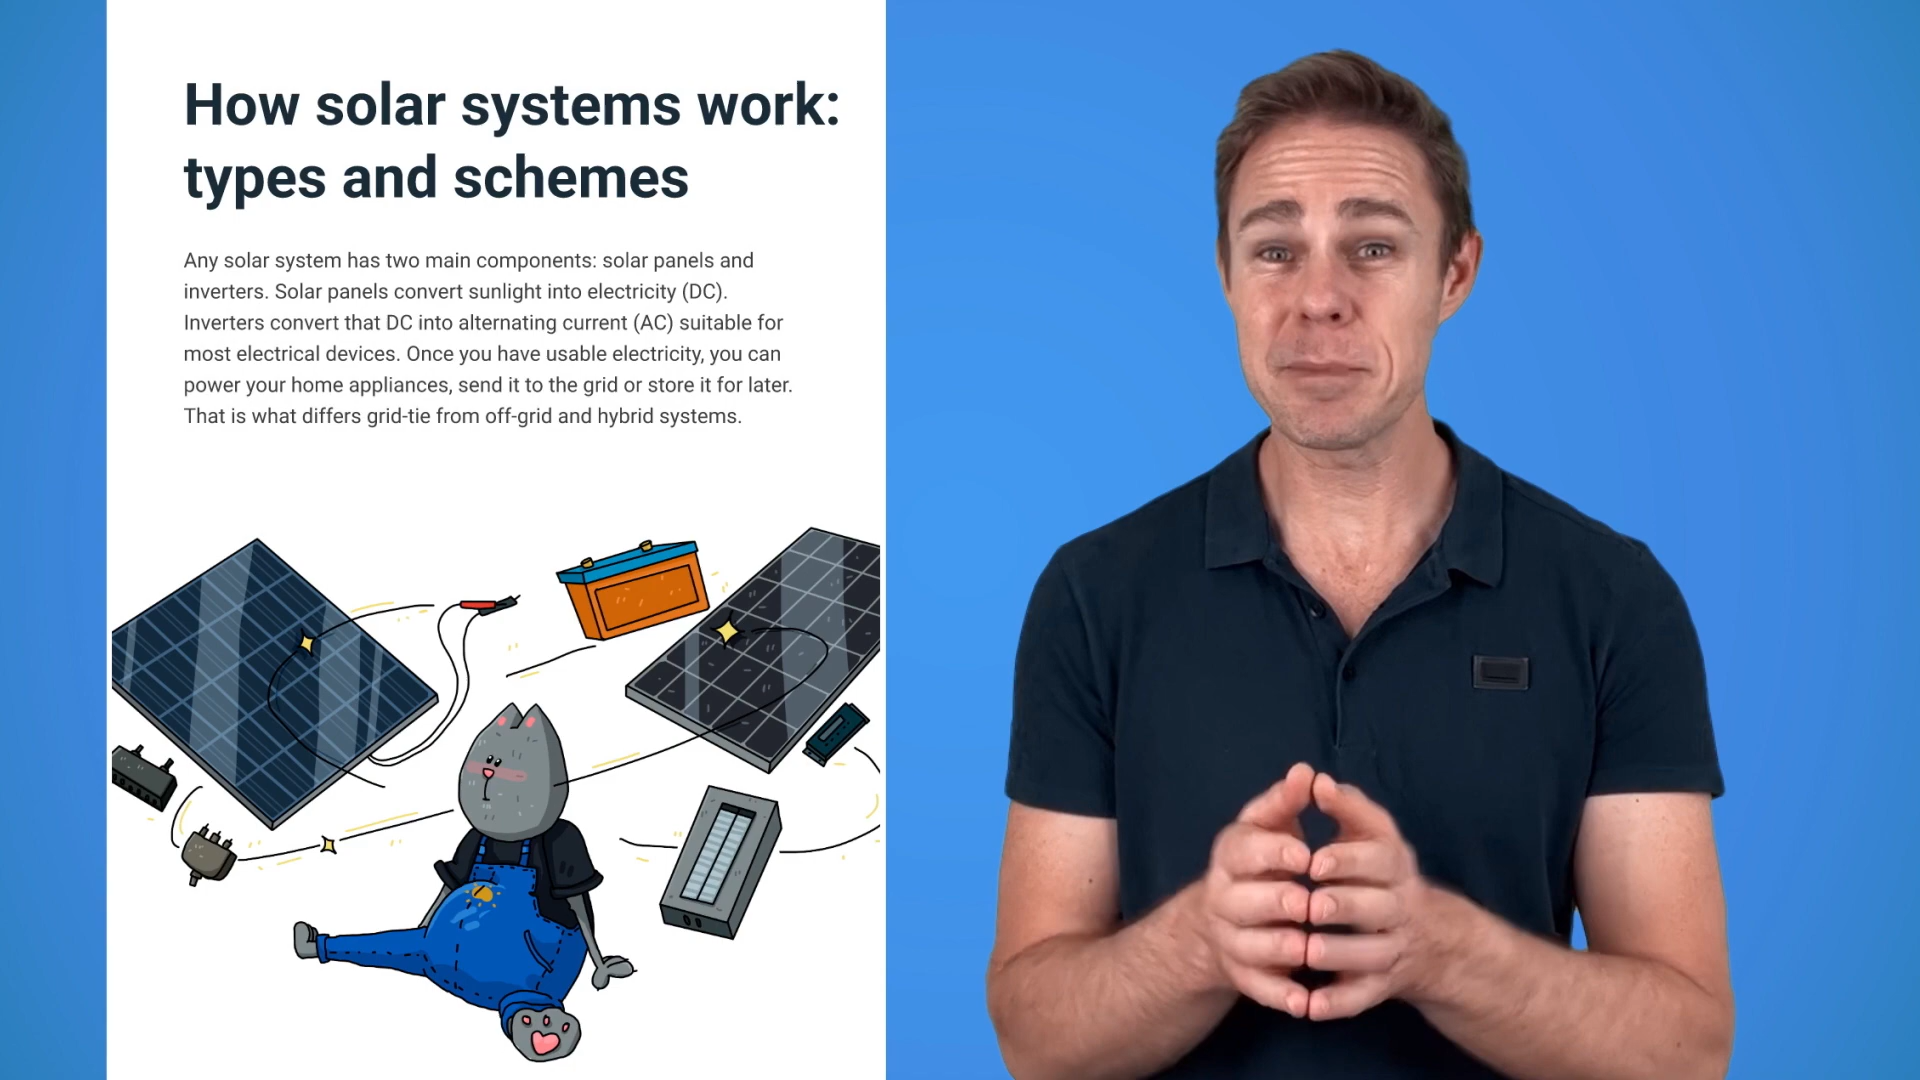 How solar systems work:
types and schemes
Any solar system has two main components: solar panels and
inverters. Solar panels convert sunlight into electricity (DC).
Inverters convert that DC into alternating current (AC) suitable for
most electrical devices. Once you have usable electricity, you can
power your home appliances, send it to the grid or store it for later.
That is what differs grid-tie from off-grid and hybrid systems.